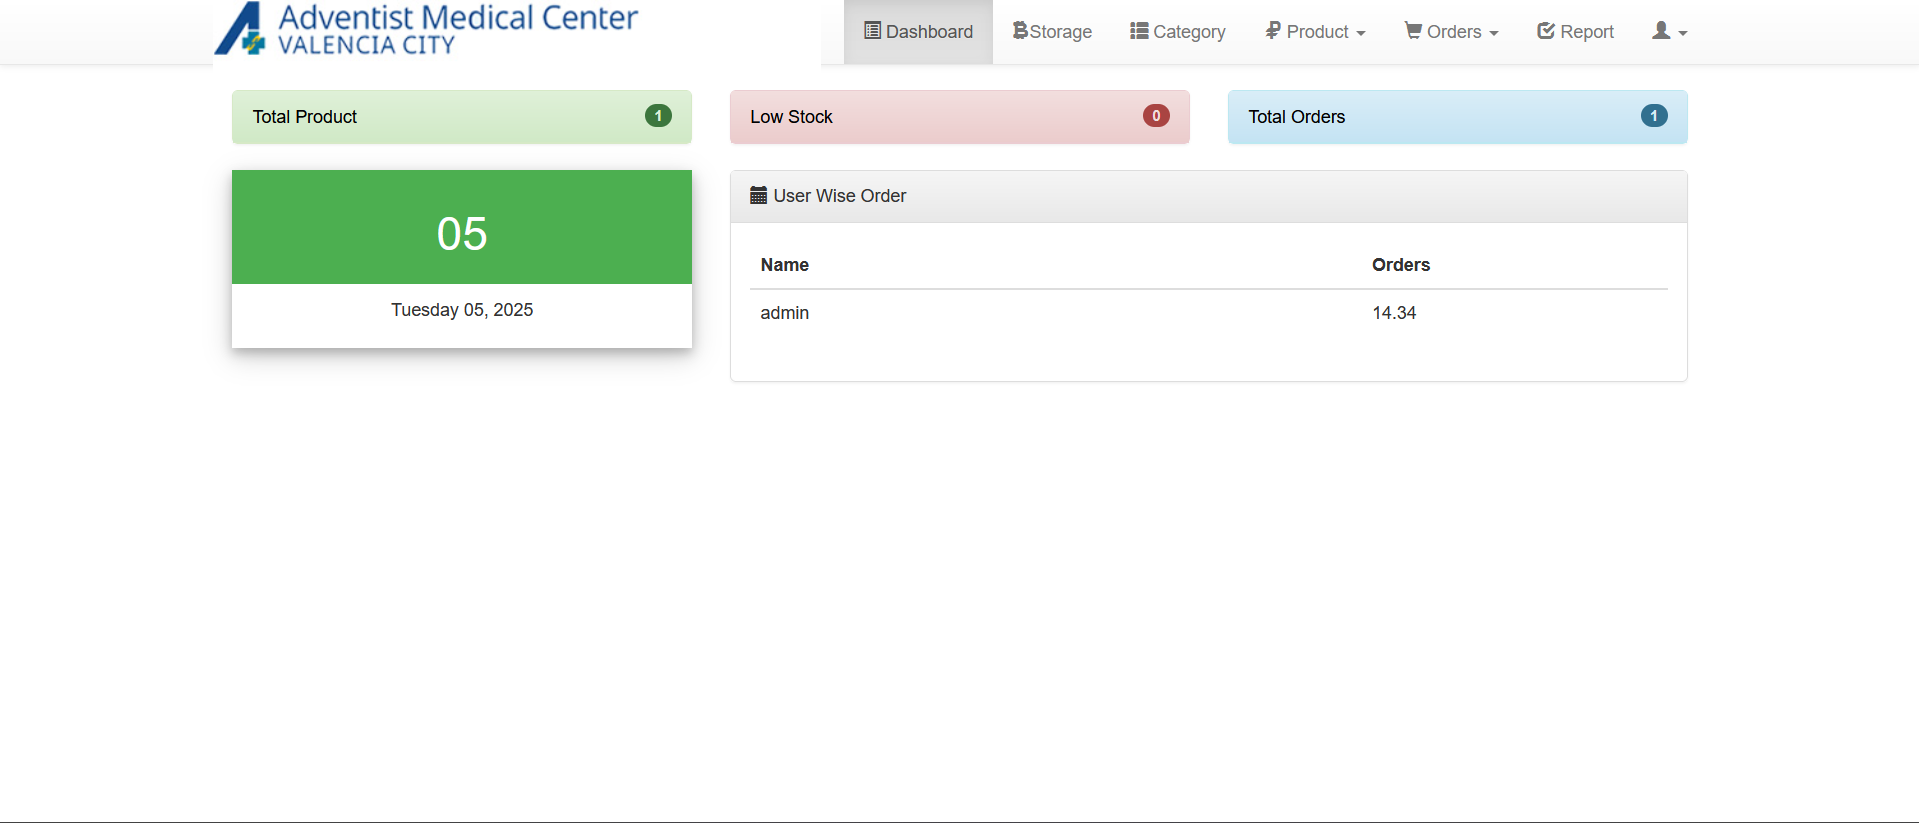 Adventist Medical Center
VALENCIA CITY
Dashboard
Storage
Category
Product
Orders
Report
Total Product 1
Low Stock 0
Total Orders 1
05
Tuesday 05, 2025
User Wise Order
Name Orders
admin 14.34